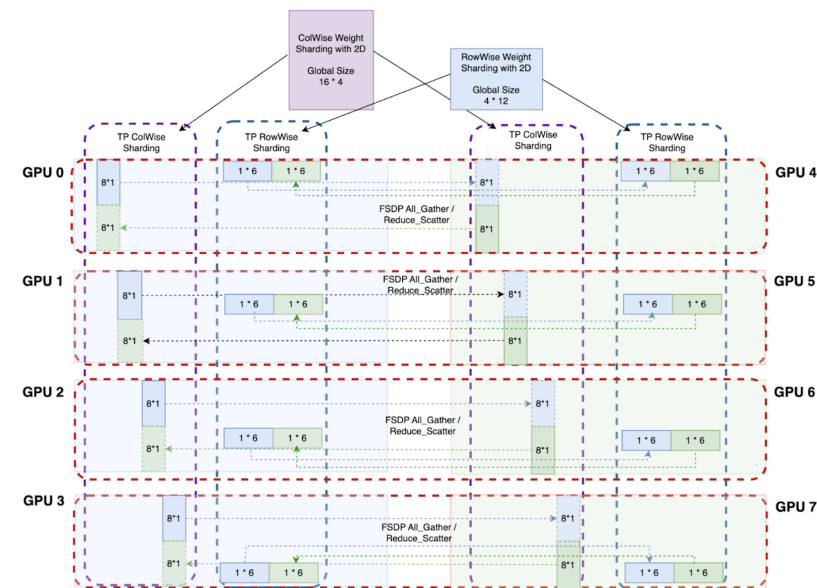 ColWise Weight
Sharding with 2D
Global Size
16 * 4
RowWise Weight
Sharding with 2D
Global Size
4 * 12
TP ColWise
Sharding
TP RowWise
Sharding
TP ColWise
Sharding
TP RowWise
Sharding
GPU 0
8*1
1 * 6
1 * 6
8*1
1 * 6
1 * 6
GPU 4
FSDP All_Gather /
Reduce_Scatter
8*1
8*1
GPU 1
FSDP All_Gather /
Reduce_Scatter
GPU 5
8*1
1 * 6
1 * 6
8*1
1 * 6
1 * 6
8*1
8*1
GPU 2
8*1
8*1
GPU 6
FSDP All_Gather /
Reduce_Scatter
8*1
1 * 6
1 * 6
8*1
1 * 6
1 * 6
GPU 3
8*1
8*1
GPU 7
FSDP All_Gather /
Reduce_Scatter
8*1
1 * 6
1 * 6
8*1
1 * 6
1 * 6